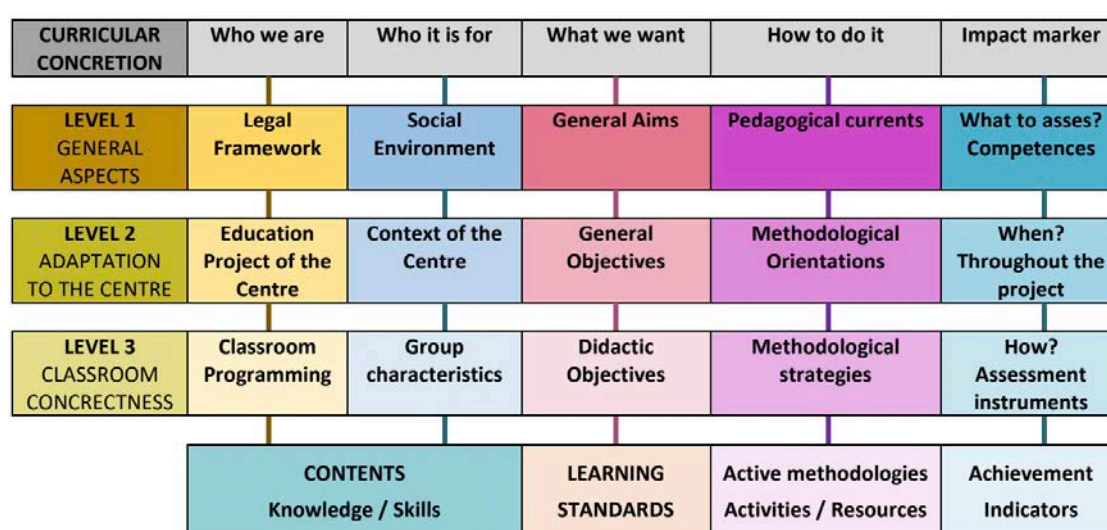 CURRICULAR
CONCRETION
Who we are
Who it is for
What we want
How to do it
Impact marker
LEVEL 1
GENERAL
ASPECTS
Legal
Framework
Social
Environment
General Aims
Pedagogical currents
What to asses?
Competences
LEVEL 2
ADAPTATION
TO THE CENTRE
Education
Project of the
Centre
Context of the
Centre
General
Objectives
Methodological
Orientations
When?
Throughout the
project
LEVEL 3
CLASSROOM
CONCRECTNESS
Classroom
Programming
Group
characteristics
Didactic
Objectives
Methodological
strategies
How?
Assessment
instruments
CONTENTS
Knowledge / Skills
LEARNING
STANDARDS
Active methodologies
Activities / Resources
Achievement
Indicators